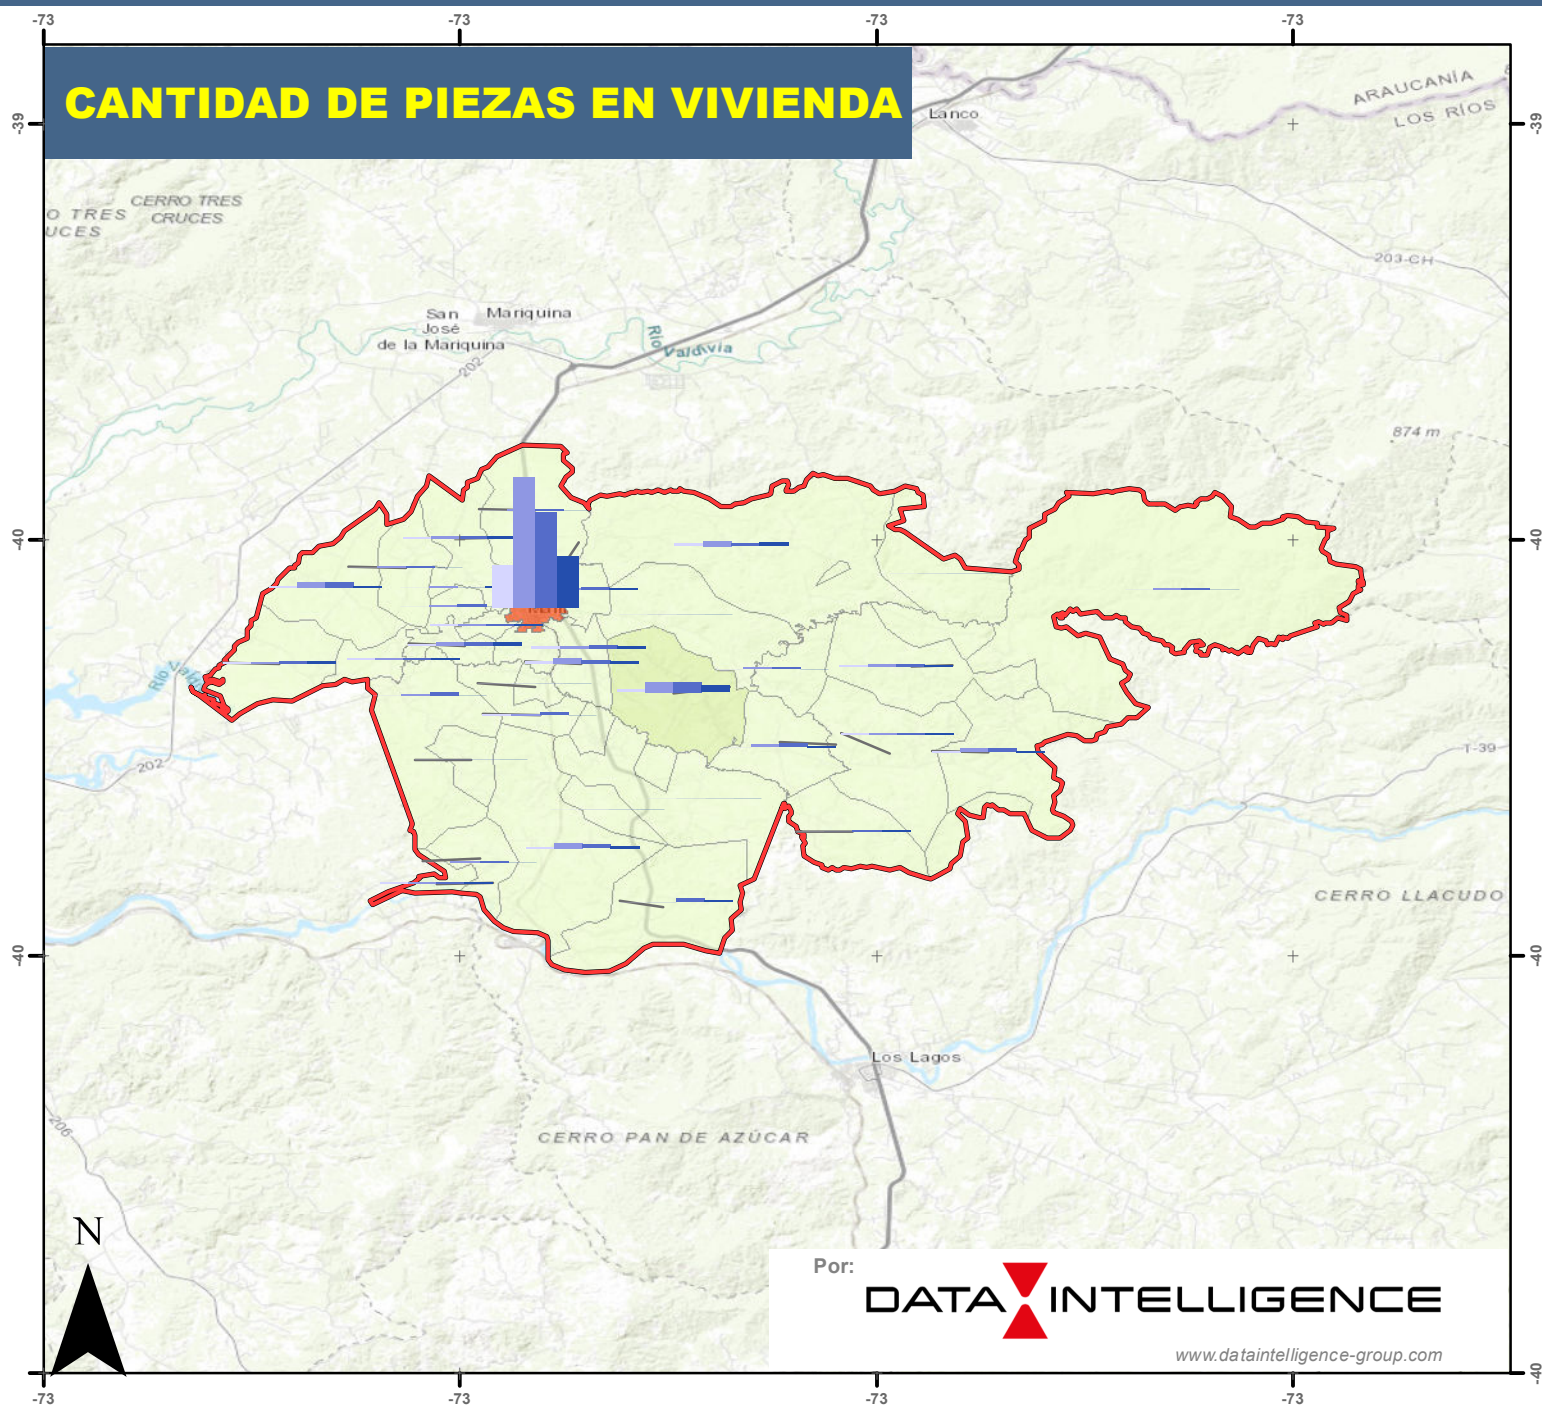 -73
-73
-73
-73
CANTIDAD DE PIEZAS EN VIVIENDA
ARAUCANÍA
LOS RÍOS
Lanco
-39
-39
CERRO TRES
CRUCES
O TRES
UCES
203-CH
San
José
de la Mariquina
Mariquina
Río Valdivia
202
874 m
-40
-40
Río Valdi
202
T-39
CERRO LLACUDO
-40
-40
Los Lagos
206
CERRO PAN DE AZÚCAR
N
Por:
DATA INTELLIGENCE
www.dataintelligence-group.com
-40
-40
-73
-73
-73
-73